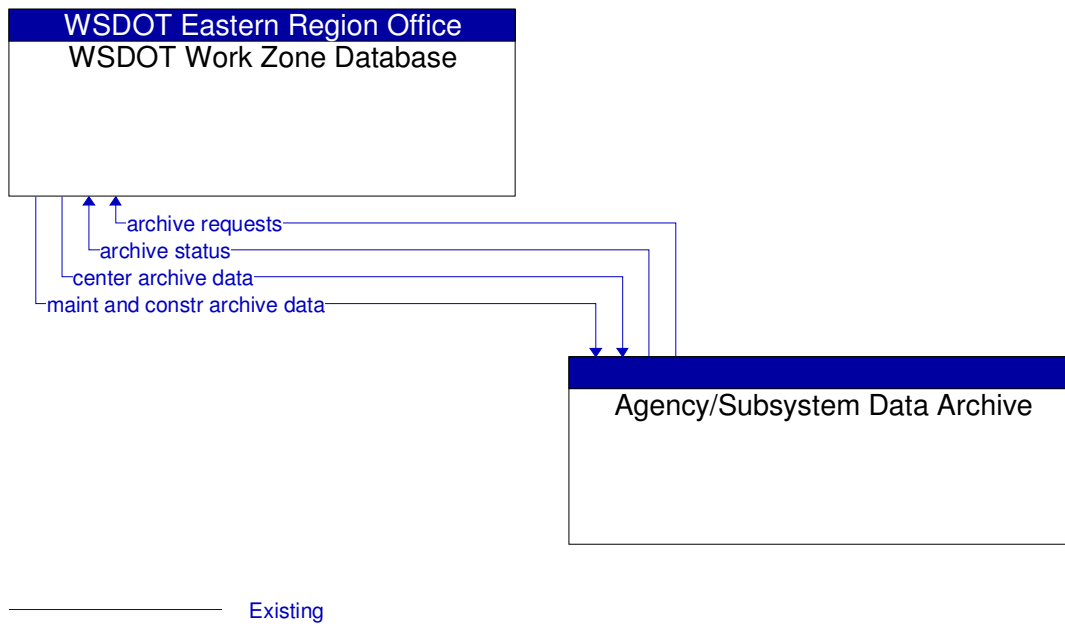 WSDOT Eastern Region Office
WSDOT Work Zone Database
archive requests
archive status
center archive data
maint and constr archive data
Agency/Subsystem Data Archive
Existing